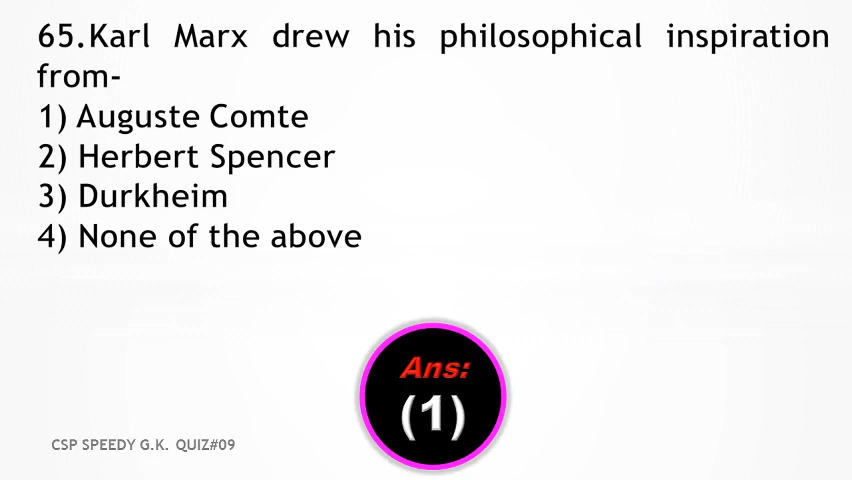 65.Karl Marx drew his philosophical inspiration
from-
1) Auguste Comte
2) Herbert Spencer
3) Durkheim
4) None of the above
Ans:
(1)
CSP SPEEDY G.K. QUIZ#09